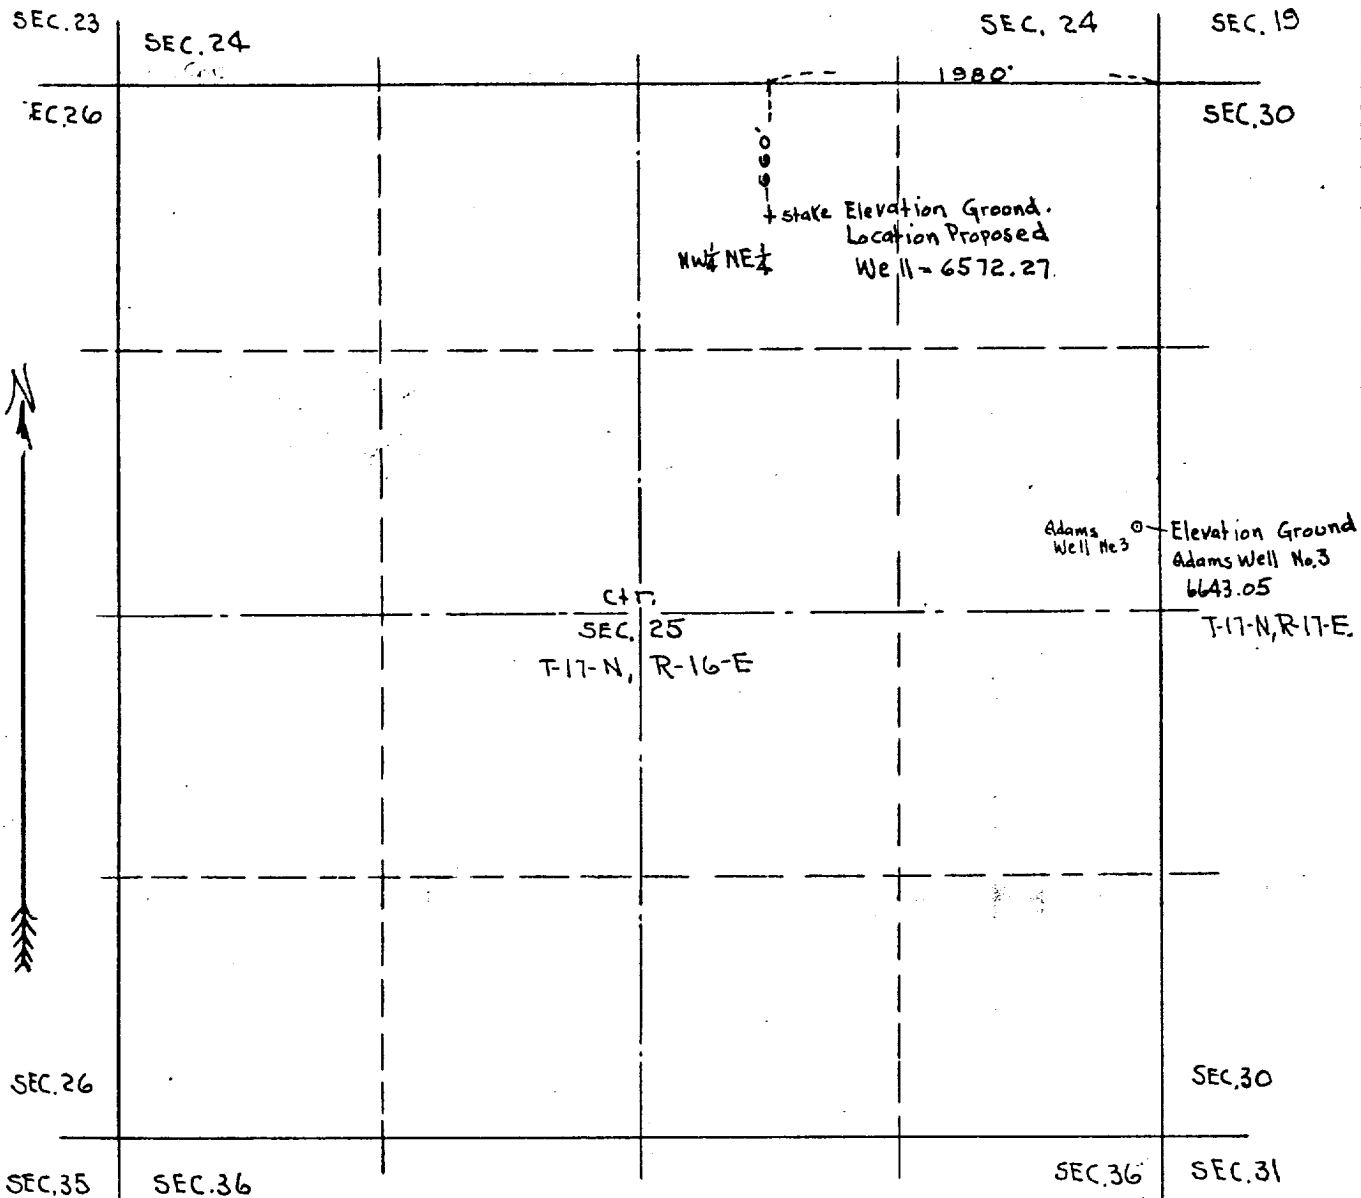 SEC.23
SEC.24
SEC. 24
SEC. 19
1980'
EC.26
SEC.30
660'
Stake Elevation Ground.
Location Proposed
Well - 6572.27
NW¼ NE¼
N
Adams
Well No 3
Elevation Ground
Adams Well No.3
6643.05
T-17-N, R-17-E.
Ctr.
SEC. 25
T-17-N, R-16-E
SEC.26
SEC.30
SEC.35
SEC.36
SEC.36
SEC.31